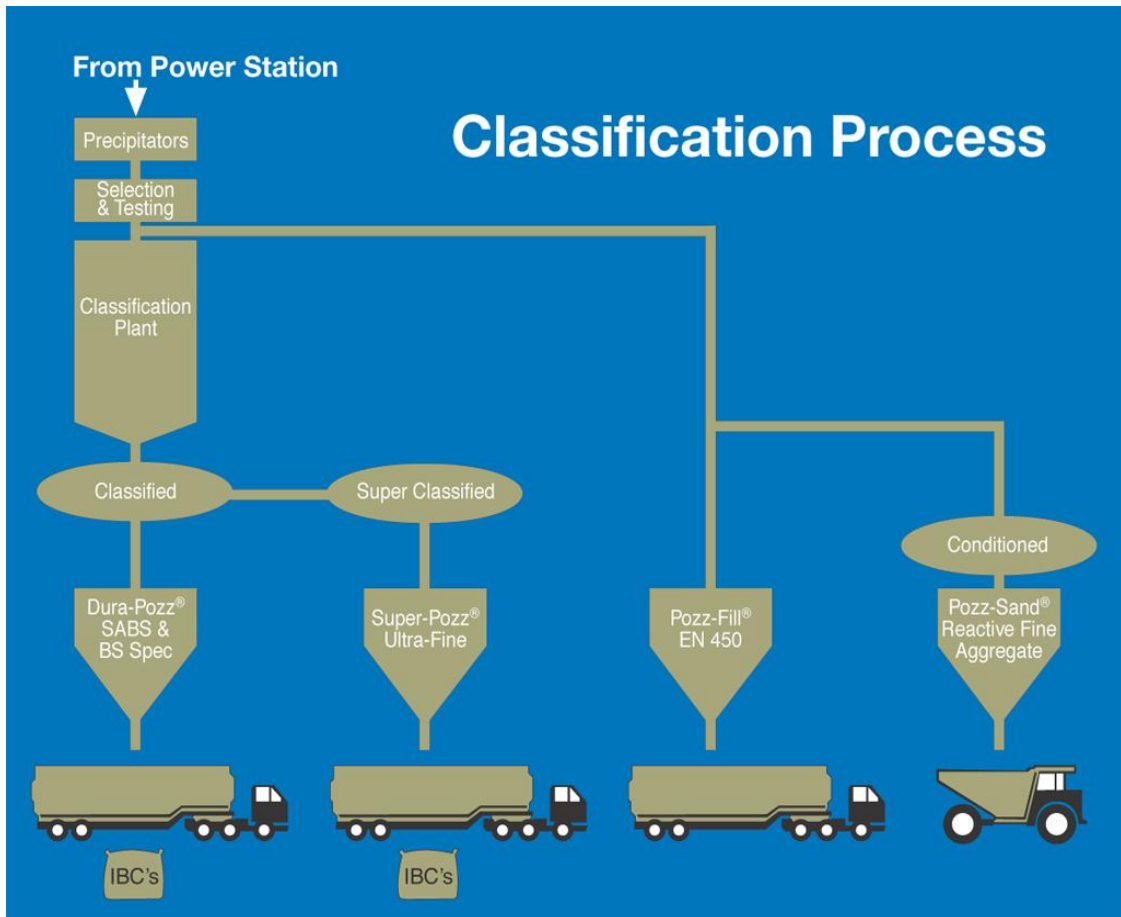 From Power Station
Classification Process
Precipitators
Selection
& Testing
Classification
Plant
Classified
Super Classified
Conditioned
Dura-Pozz®
SABS &
BS Spec
Super-Pozz®
Ultra-Fine
Pozz-Fill®
EN 450
Pozz-Sand®
Reactive Fine
Aggregate
IBC's
IBC's